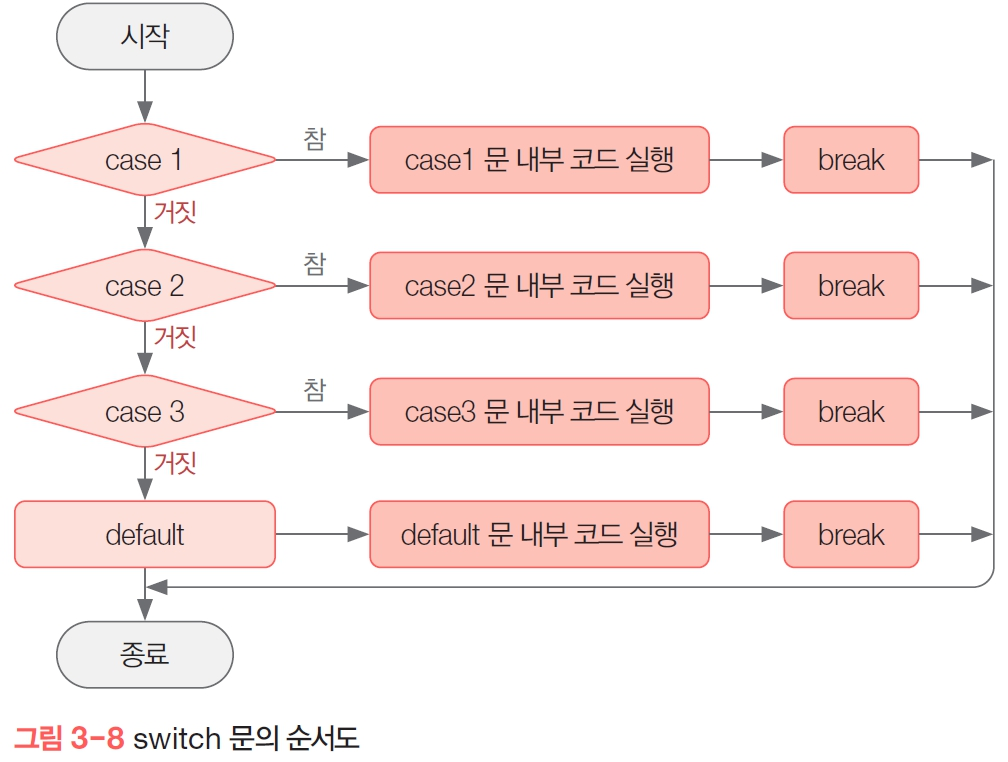 시작
case 1
참
case1 문 내부 코드 실행
break
거짓
case 2
참
case2 문 내부 코드 실행
break
거짓
case 3
참
case3 문 내부 코드 실행
break
거짓
default
default 문 내부 코드 실행
break
종료
그림 3-8 switch 문의 순서도